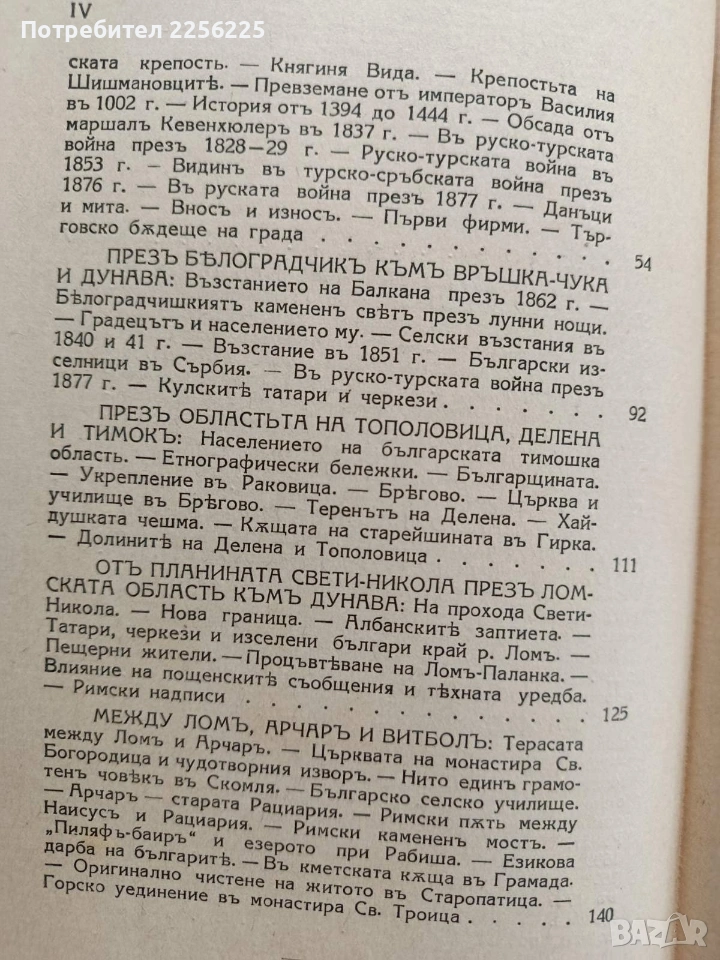 Потребител 2256225
IV
ската крепость. — Княгиня Вида. — Крепостьта на
Шишмановцитѣ. — Превземане отъ императоръ Василия
въ 1002 г. — История отъ 1394 до 1444 г. — Обсада отъ
маршалъ Кевенхюлеръ въ 1837 г. — Въ руско-турската
война презъ 1828—29 г. — Руско-турската война въ
1853 г. — Видинъ въ турско-сръбската война презъ
1876 г. — Въ руската война презъ 1877 г. — Данъци
и мита. — Вносъ и износъ. — Първи фирми. — Тър-
говско бѫдеще на града . . . . . . . . . . . 54
ПРЕЗЪ БѢЛОГРАДЧИКЪ КЪМЪ ВРЪШКА-ЧУКА
И ДУНАВА: Възстанието на Балкана презъ 1862 г. —
Бѣлоградчишкиятъ камененъ свѣтъ презъ лунни нощи.
— Градецътъ и населението му. — Селски възстания въ
1840 и 41 г. — Възстание въ 1851 г. — Български из-
селници въ Сърбия. — Въ руско-турската война презъ
1877 г. — Кулскитѣ татари и черкези . . . . . . . 92
ПРЕЗЪ ОБЛАСТЬТА НА ТОПОЛОВИЦА, ДЕЛЕНА
И ТИМОКЪ: Населението на българската тимошка
область. — Етнографически бележки. — Българщината.
— Укрепление въ Раковица. — Брѣгово. — Църква и
училище въ Брѣгово. — Теренътъ на Делена. — Хай-
душката чешма. — Кѫщата на старейшината въ Гирка.
— Долинитѣ на Делена и Тополовица . . . . . . . 111
ОТЪ ПЛАНИНАТА СВЕТИ-НИКОЛА ПРЕЗЪ ЛОМ-
СКАТА ОБЛАСТЬ КЪМЪ ДУНАВА: На прохода Свети-
Никола. — Нова граница. — Албанскитѣ заптиета. —
Татари, черкези и изселени българи край р. Ломъ. —
Пещерни жители. — Процъвтѣване на Ломъ-Паланка. —
Влияние на пощенскитѣ съобщения и тѣхната уредба.
— Римски надписи . . . . . . . . . . . . . 125
МЕЖДУ ЛОМЪ, АРЧАРЪ И ВИТБОЛЪ: Терасата
между Ломъ и Арчаръ. — Църквата на монастира Св.
Богородица и чудотворния изворъ. — Нито единъ грамо-
тенъ човѣкъ въ Скомля. — Българско селско училище.
— Арчаръ — старата Рациария. — Римски пѫть между
Наисусъ и Рациария. — Римски камененъ мостъ. —
„Пиляфъ-баиръ“ и езерото при Рабиша. — Езикова
дарба на българитѣ. — Въ кметската кѫща въ Грамада.
— Оригинално чистене на житото въ Старопатица. —
Горско уединение въ монастира Св. Троица . . . . . 140
BAZAR